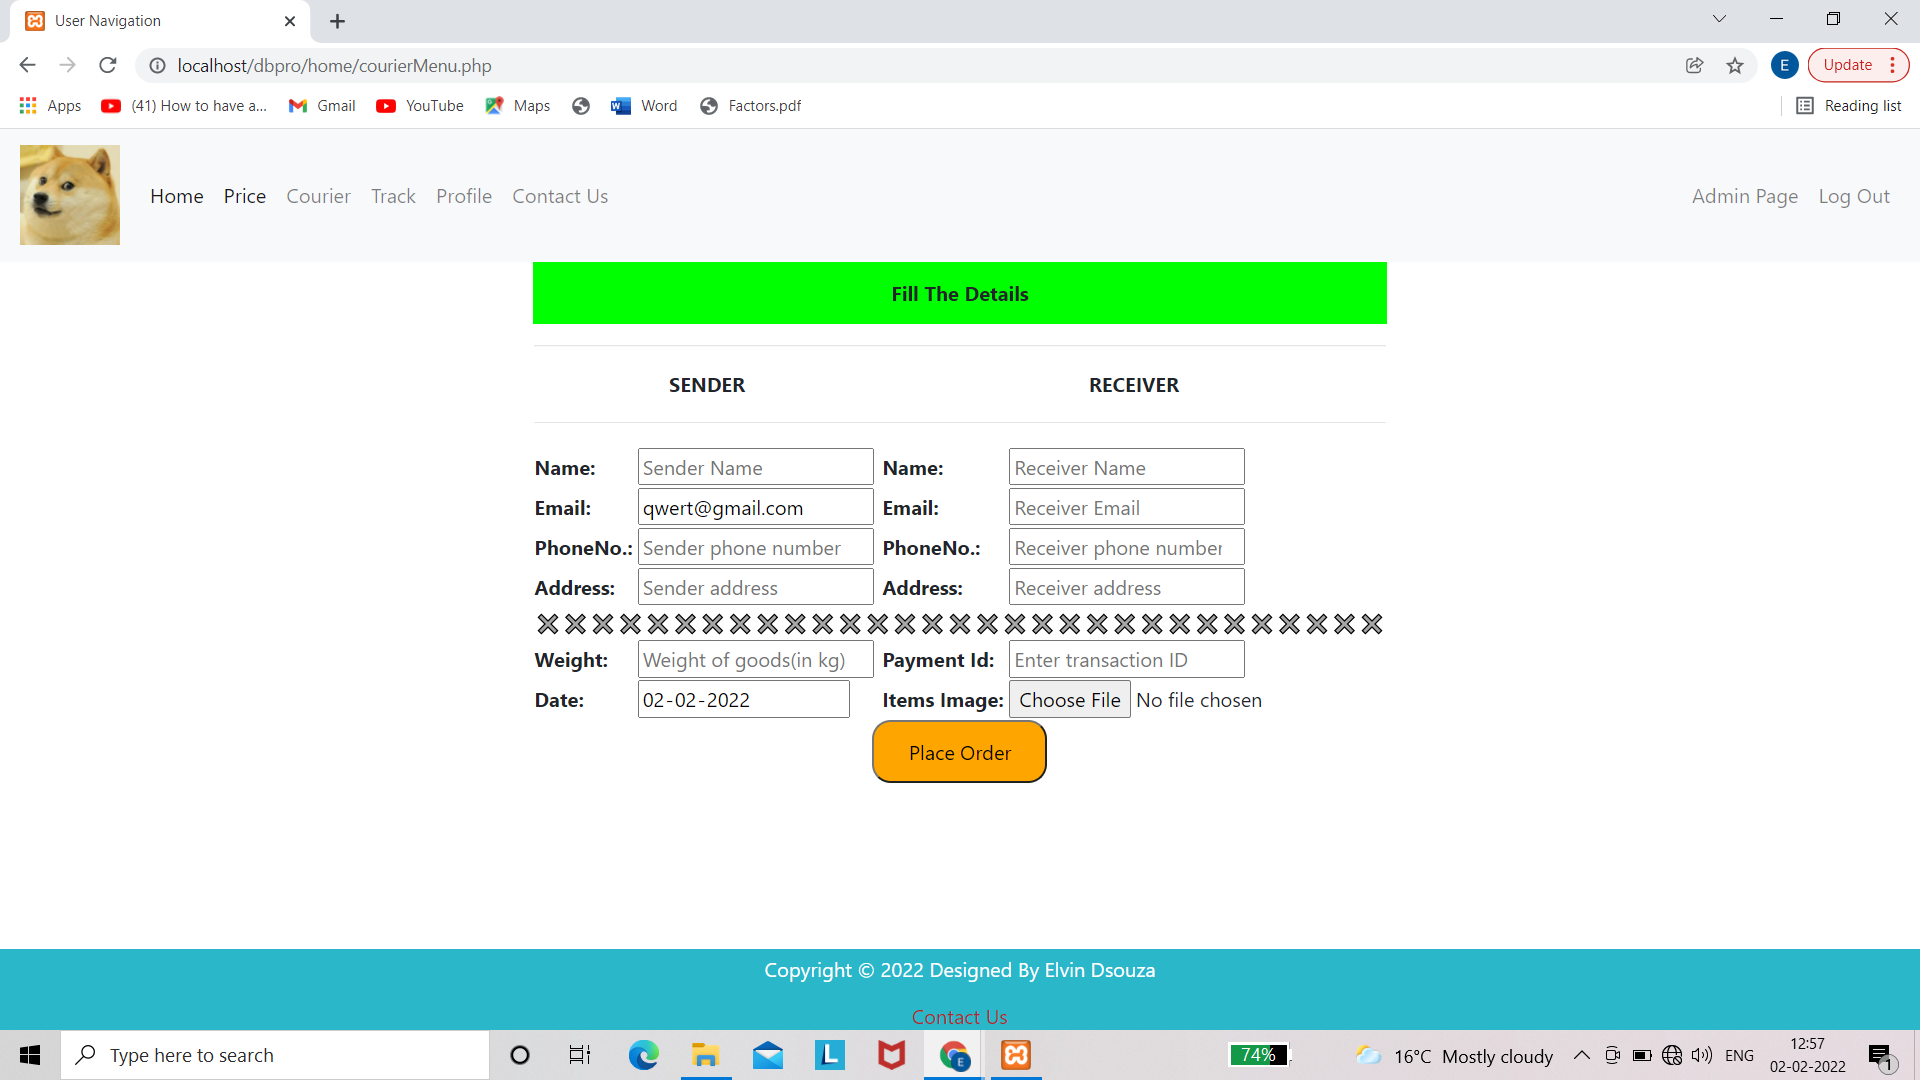 User Navigation
localhost/dbpro/home/courierMenu.php
E
Update
Apps
(41) How to have a...
Gmail
YouTube
Maps
Word
Factors.pdf
Reading list
Home Price Courier Track Profile Contact Us Admin Page Log Out
Fill The Details
SENDER RECEIVER
Name: Sender Name Name: Receiver Name
Email: qwert@gmail.com Email: Receiver Email
PhoneNo.: Sender phone number PhoneNo.: Receiver phone number
Address: Sender address Address: Receiver address
Weight: Weight of goods(in kg) Payment Id: Enter transaction ID
Date: 02-02-2022 Items Image: Choose File No file chosen
Place Order
Copyright © 2022 Designed By Elvin Dsouza
Contact Us
Type here to search
L
E
74%
16°C Mostly cloudy
ENG
12:57
02-02-2022
1